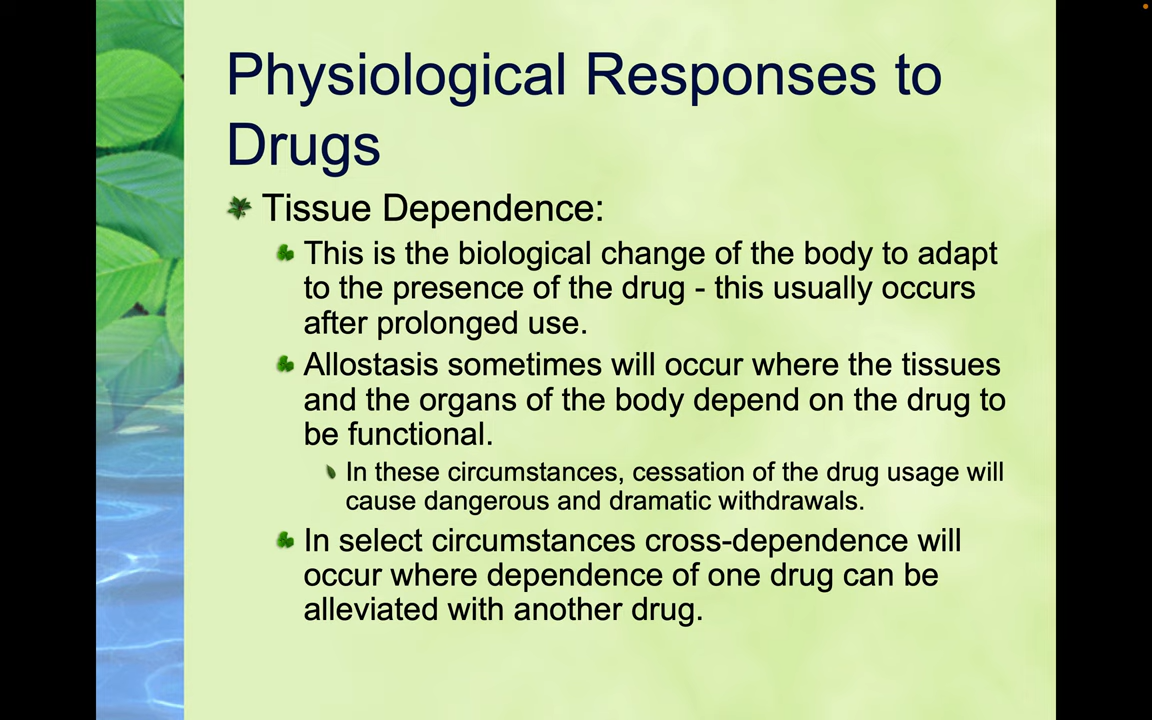 Physiological Responses to
Drugs
Tissue Dependence:
This is the biological change of the body to adapt
to the presence of the drug - this usually occurs
after prolonged use.
Allostasis sometimes will occur where the tissues
and the organs of the body depend on the drug to
be functional.
In these circumstances, cessation of the drug usage will
cause dangerous and dramatic withdrawals.
In select circumstances cross-dependence will
occur where dependence of one drug can be
alleviated with another drug.